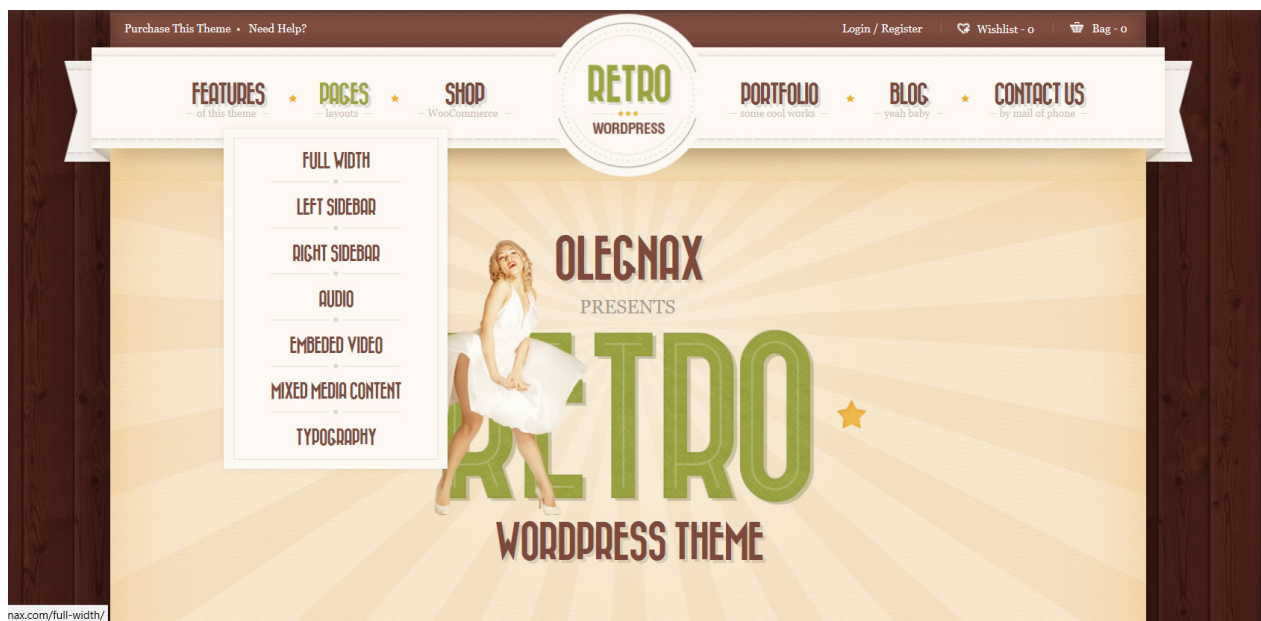 Purchase This Theme • Need Help?
Login / Register
Wishlist - 0
Bag - 0
FEATURES
– of this theme –
PAGES
– layouts –
SHOP
– WooCommerce –
RETRO
WORDPRESS
PORTFOLIO
– some cool works –
BLOG
– yeah baby –
CONTACT US
– by mail of phone –
FULL WIDTH
LEFT SIDEBAR
RIGHT SIDEBAR
AUDIO
EMBEDED VIDEO
MIXED MEDIA CONTENT
TYPOGRAPHY
OLEGNAX
PRESENTS
RETRO
WORDPRESS THEME
nax.com/full-width/